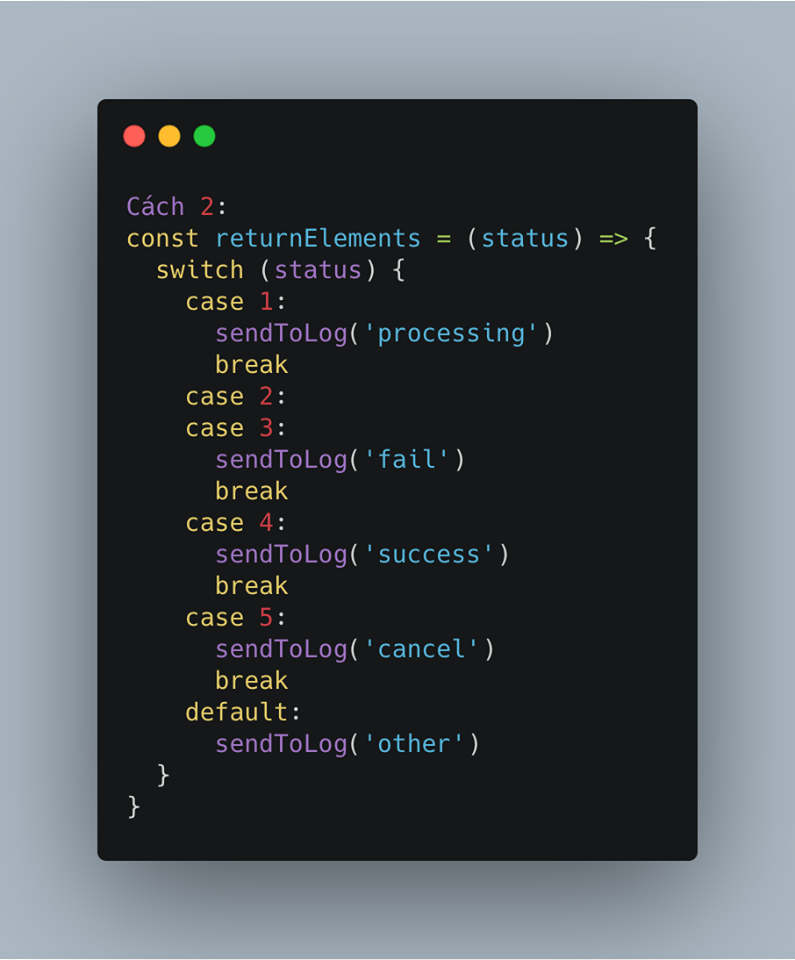 Cách 2:
const returnElements = (status) => {
  switch (status) {
    case 1:
      sendToLog('processing')
      break
    case 2:
    case 3:
      sendToLog('fail')
      break
    case 4:
      sendToLog('success')
      break
    case 5:
      sendToLog('cancel')
      break
    default:
      sendToLog('other')
  }
}